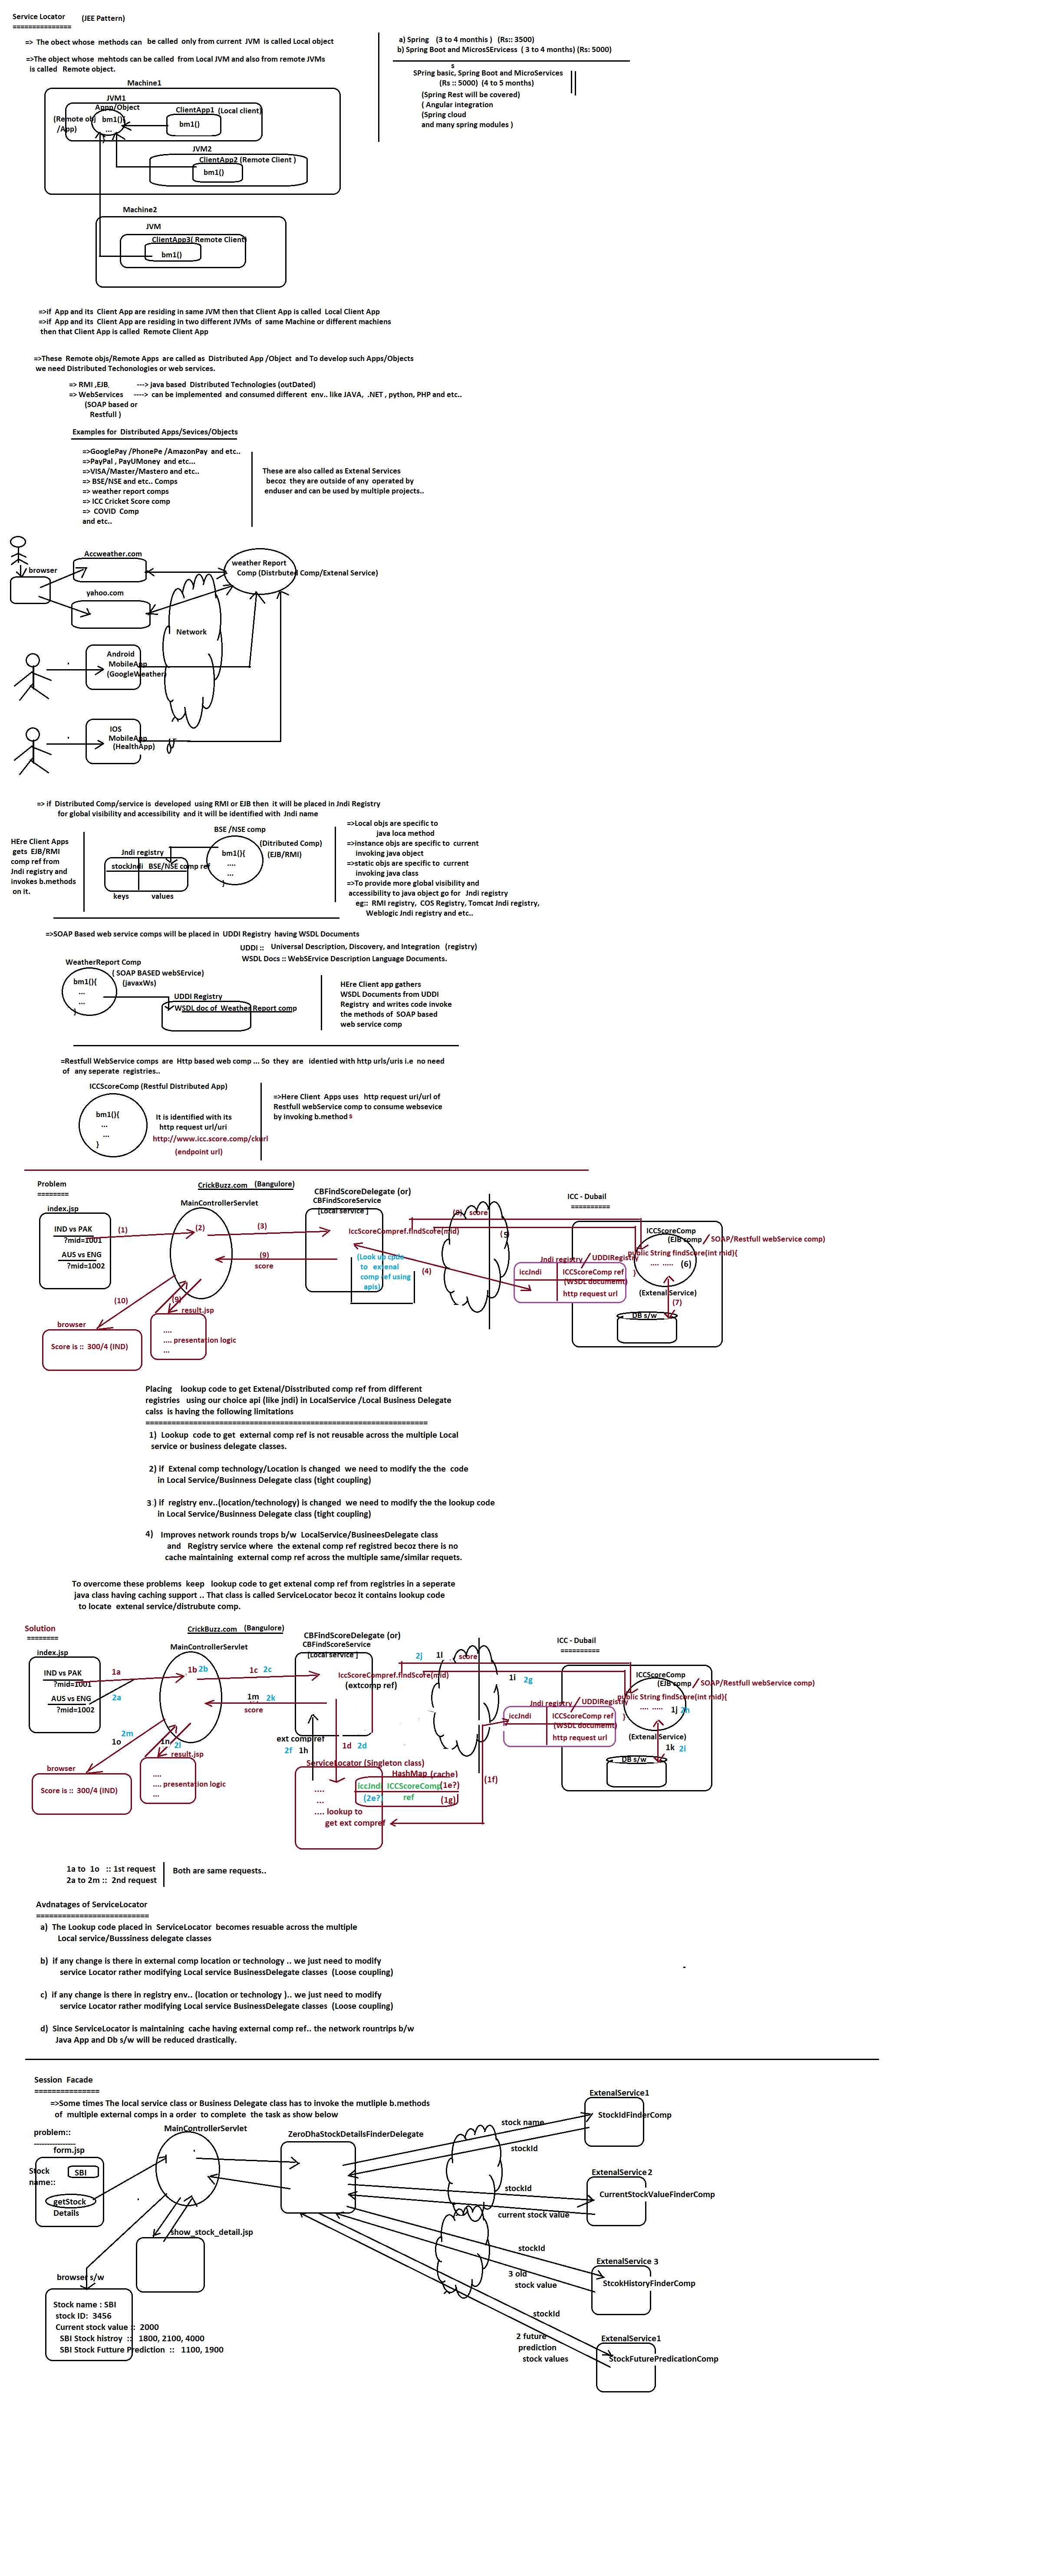 Service Locator (JEE Pattern)
===============
=> The obect whose methods can be called only from current JVM is called Local object
=>The object whose mehtods can be called from Local JVM and also from remote JVMs
is called Remote object.
a) Spring (3 to 4 monthis ) (Rs:: 3500)
b) Spring Boot and MicrosSErvicess ( 3 to 4 months) (Rs: 5000)
s
SPring basic, Spring Boot and MicroServices
(Rs :: 5000) (4 to 5 months)
(Spring Rest will be covered)
( Angular integration
(Spring cloud
and many spring modules )
Machine1
JVM1
Appp/Object
(Remote obj
/App)
bm1(){
...
}
ClientApp1 (Local client)
bm1()
JVM2
ClientApp2 (Remote Client )
bm1()
Machine2
JVM
ClientApp3( Remote Client)
bm1()
=>if App and its Client App are residing in same JVM then that Client App is called Local Client App
=>if App and its Client App are residing in two different JVMs of same Machine or different machiens
then that Client App is called Remote Client App
=>These Remote objs/Remote Apps are called as Distributed App /Object and To develop such Apps/Objects
we need Distributed Techonologies or web services.
=> RMI ,EJB, ---> java based Distributed Technologies (outDated)
=> WebServices ----> can be implemented and consumed different env.. like JAVA, .NET , python, PHP and etc..
(SOAP based or
Restfull )
Examples for Distributed Apps/Sevices/Objects
=>GooglePay /PhonePe /AmazonPay and etc..
=>PayPal , PayUMoney and etc...
=>VISA/Master/Mastero and etc..
=> BSE/NSE and etc.. Comps
=> weather report comps
=> ICC Cricket Score comp
=> COVID Comp
and etc..
These are also called as Extenal Services
becoz they are outside of any operated by
enduser and can be used by multiple projects..
browser
Accweather.com
yahoo.com
weather Report
Comp (Distrbuted Comp/Extenal Service)
Network
Android
MobileApp
(GoogleWeather)
IOS
MobileApp
(HealthApp)
=> if Distributed Comp/service is developed using RMI or EJB then it will be placed in Jndi Registry
for global visibility and accessibility and it will be identified with Jndi name
HEre Client Apps
gets EJB/RMI
comp ref from
Jndi registry and
invokes b.methods
on it.
Jndi registry
stockJndi BSE/NSE comp ref
keys values
BSE /NSE comp
(Ditributed Comp)
(EJB/RMI)
bm1(){
....
...
}
=>Local objs are specific to
java loca method
=>instance objs are specific to current
invoking java object
=>static objs are specific to current
invoking java class
=>To provide more global visibility and
accessibility to java object go for Jndi registry
eg:: RMI registry, COS Registry, Tomcat Jndi registry,
Weblogic Jndi registry and etc..
=>SOAP Based web service comps will be placed in UDDI Registry having WSDL Documents
UDDI :: Universal Description, Discovery, and Integration (registry)
WSDL Docs :: WebSErvice Description Language Documents.
WeatherReport Comp
( SOAP BASED webSErvice)
(javaxWs)
bm1(){
...
...
}
UDDI Registry
WSDL doc of Weather Report comp
HEre Client app gathers
WSDL Documents from UDDI
Registry and writes code invoke
the methods of SOAP based
web service comp
=Restfull WebService comps are Http based web comp ... So they are identied with http urls/uris i.e no need
of any seperate registries..
ICCScoreComp (Restful Distributed App)
bm1(){
...
...
}
It is identified with its
http request url/uri
http://www.icc.score.comp/ckurl
(endpoint url)
=>Here Client Apps uses http request uri/url of
Restfull webService comp to consume websevice
by invoking b.methods
Problem
========
CrickBuzz.com (Bangulore)
index.jsp
IND vs PAK
?mid=1001
AUS vs ENG
?mid=1002
(1)
MainControllerServlet
(2)
(3)
CBFindScoreDelegate (or)
CBFindScoreService
[Local service ]
IccScoreCompref.findScore(mid)
(Look up cpde
to exlenal
comp ref using
apis)
(4)
(5)
(8) score
(9)
score
(9)
result.jsp
....
.... presentation logic
...
(10)
browser
Score is :: 300/4 (IND)
ICC - Dubail
==========
ICCScoreComp
(EJB comp / SOAP/Restfull webService comp)
public String findScore(int mid){
.... ..... (6)
}
(Extenal Service)
(7)
DB s/w
Jndi registry / UDDIRegistry
iccJndi ICCScoreComp ref
(WSDL documemt)
http request url
Placing lookup code to get Extenal/Disstributed comp ref from different
registries using our choice api (like jndi) in LocalService /Local Business Delegate
calss is having the following limitations
=================================================================
1) Lookup code to get external comp ref is not reusable across the multiple Local
service or business delegate classes.
2) if Extenal comp technology/Location is changed we need to modify the the code
in Local Service/Businness Delegate class (tight coupling)
3 ) if registry env..(location/technology) is changed we need to modify the the lookup code
in Local Service/Businness Delegate class (tight coupling)
4) Improves network rounds trops b/w LocalService/BusineesDelegate class
and Registry service where the extenal comp ref registred becoz there is no
cache maintaining external comp ref across the multiple same/similar requets.
To overcome these problems keep lookup code to get extenal comp ref from registries in a seperate
java class having caching support .. That class is called ServiceLocator becoz it contains lookup code
to locate extenal service/distrubute comp.
Solution
========
CrickBuzz.com (Bangulore)
index.jsp
IND vs PAK
?mid=1001
AUS vs ENG
?mid=1002
1a
2a
MainControllerServlet
1b 2b
1c 2c
CBFindScoreDelegate (or)
CBFindScoreService
[Local service ]
IccScoreCompref.findScore(mid)
(extcomp ref)
1m 2k
score
2j 1l score
1i 2g
ext comp ref
2f 1h
1d 2d
ServiceLocator (Singleton class)
HashMap (cache)
iccJndi ICCScoreComp (1e?)
(2e?) ref (1g)
....
...
.... lookup to
get ext compref
(1f)
2m
1o
1n 2l
result.jsp
....
.... presentation logic
...
browser
Score is :: 300/4 (IND)
ICC - Dubail
==========
ICCScoreComp
(EJB comp / SOAP/Restfull webService comp)
public String findScore(int mid){
.... ..... 1j 2h
}
(Extenal Service)
1k 2i
DB s/w
Jndi registry / UDDIRegistry
iccJndi ICCScoreComp ref
(WSDL documemt)
http request url
1a to 1o :: 1st request
2a to 2m :: 2nd request
Both are same requests..
Avdnatages of ServiceLocator
==========================
a) The Lookup code placed in ServiceLocator becomes resuable across the multiple
Local service/Busssiness delegate classes
b) if any change is there in external comp location or technology .. we just need to modify
service Locator rather modifying Local service BusinessDelegate classes (Loose coupling)
c) if any change is there in registry env.. (location or technology ).. we just need to modify
service Locator rather modifying Local service BusinessDelegate classes (Loose coupling)
d) Since ServiceLocator is maintaining cache having external comp ref.. the network rountrips b/w
Java App and Db s/w will be reduced drastically.
Session Facade
===============
=>Some times The local service class or Business Delegate class has to invoke the mutliple b.methods
of multiple external comps in a order to complete the task as show below
problem::
-----------------
form.jsp
Stock
name::
SBI
getStock
Details
MainControllerServlet
show_stock_detail.jsp
ZeroDhaStockDetailsFinderDelegate
stock name
stockId
ExtenalService1
StockIdFinderComp
stockId
current stock value
ExtenalService2
CurrentStockValueFinderComp
stockId
3 old
stock value
ExtenalService 3
StcokHistoryFinderComp
stockId
2 future
prediction
stock values
ExtenalService1
StockFuturePredicationComp
browser s/w
Stock name : SBI
stock ID: 3456
Current stock value :: 2000
SBI Stock histroy :: 1800, 2100, 4000
SBI Stock Futture Prediction :: 1100, 1900